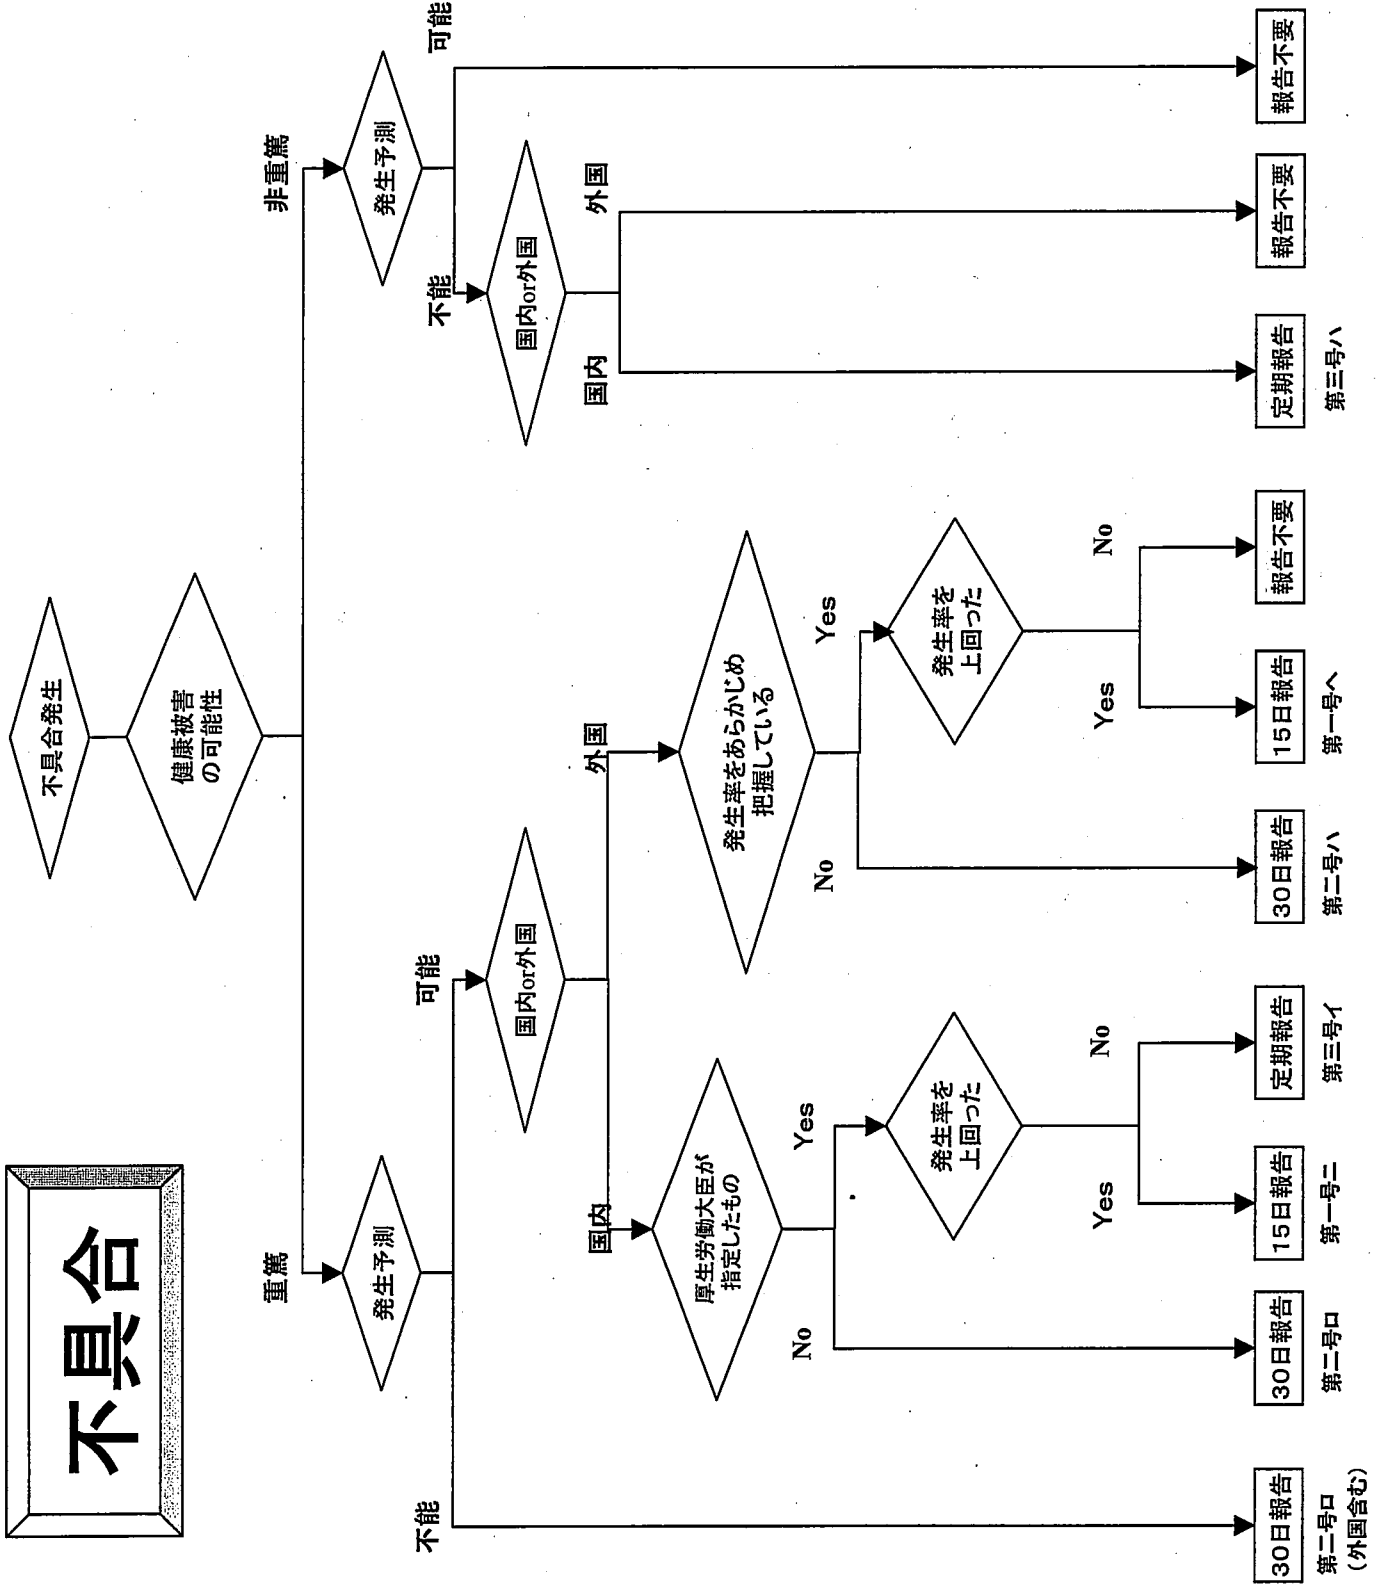 不具合
不具合発生
健康被害
の可能性
重篤
非重篤
発生予測
発生予測
不能
可能
不能
可能
国内or外国
国内or外国
国内
外国
国内
外国
厚生労働大臣が
指定したもの
発生率をあらかじめ
把握している
No
Yes
No
Yes
発生率を
上回った
発生率を
上回った
Yes
No
Yes
No
30日報告
30日報告
15日報告
定期報告
30日報告
15日報告
報告不要
定期報告
報告不要
報告不要
第二号ロ
(外国含む)
第二号ロ
第一号ニ
第三号イ
第二号ハ
第一号ヘ
第三号ハ